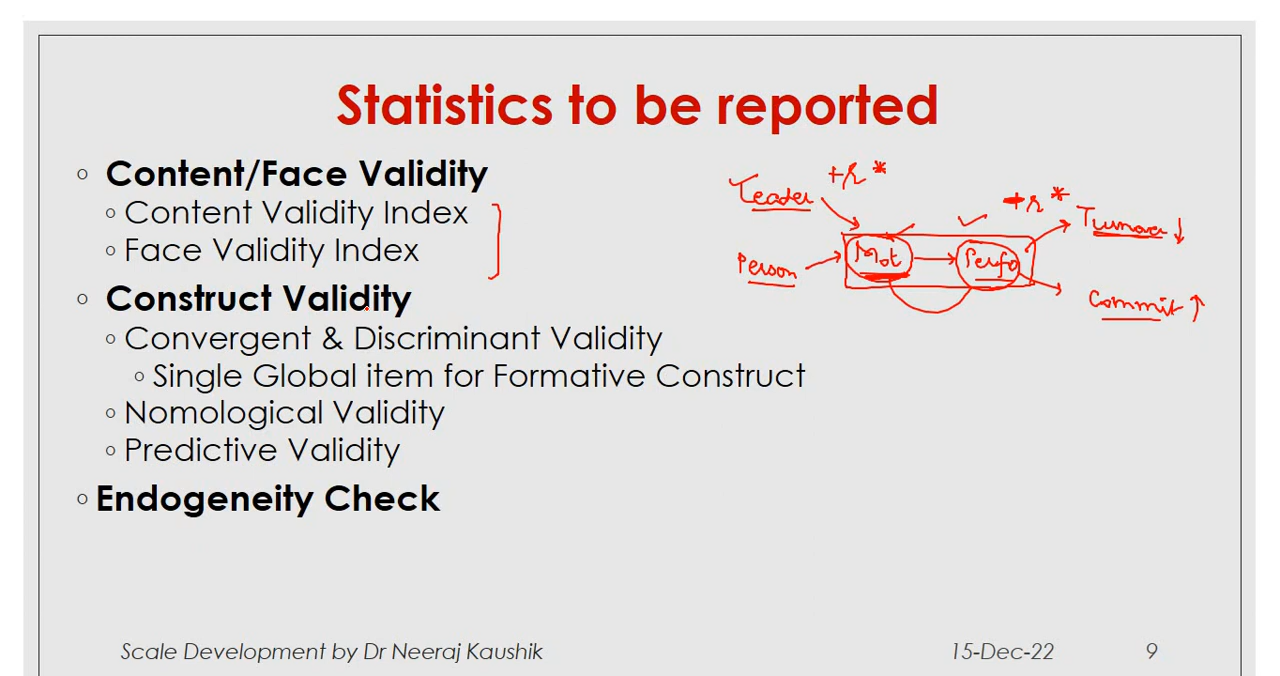 Statistics to be reported
◦ Content/Face Validity
◦ Content Validity Index
◦ Face Validity Index
◦ Construct Validity
◦ Convergent & Discriminant Validity
◦ Single Global item for Formative Construct
◦ Nomological Validity
◦ Predictive Validity
◦ Endogeneity Check
Leader
+r *
Person
Mot
Perfo
+r *
Turnover ↓
Commit ↑
Scale Development by Dr Neeraj Kaushik
15-Dec-22
9